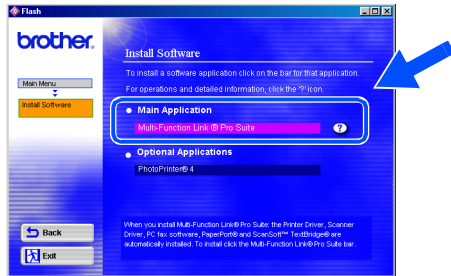 Flash
brother.
Install Software
To install a software application click on the bar for that application.
For operations and detailed information, click the '?' icon.
Main Menu
Install Software
Main Application
Multi-Function Link ® Pro Suite
?
Optional Applications
PhotoPrinter® 4
When you install Multi-Function Link® Pro Suite: the Printer Driver, Scanner
Driver, PC fax software, PaperPort® and ScanSoft™ TextBridge® are
automatically installed. To install click the Multi-Function Link® Pro Suite bar.
Back
Exit